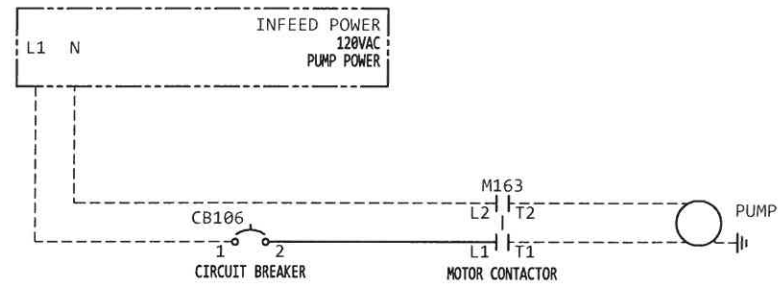 INFEED POWER
L1 N 120VAC
PUMP POWER
M163
L2 T2 PUMP
CB106
1 2 L1 T1
CIRCUIT BREAKER MOTOR CONTACTOR